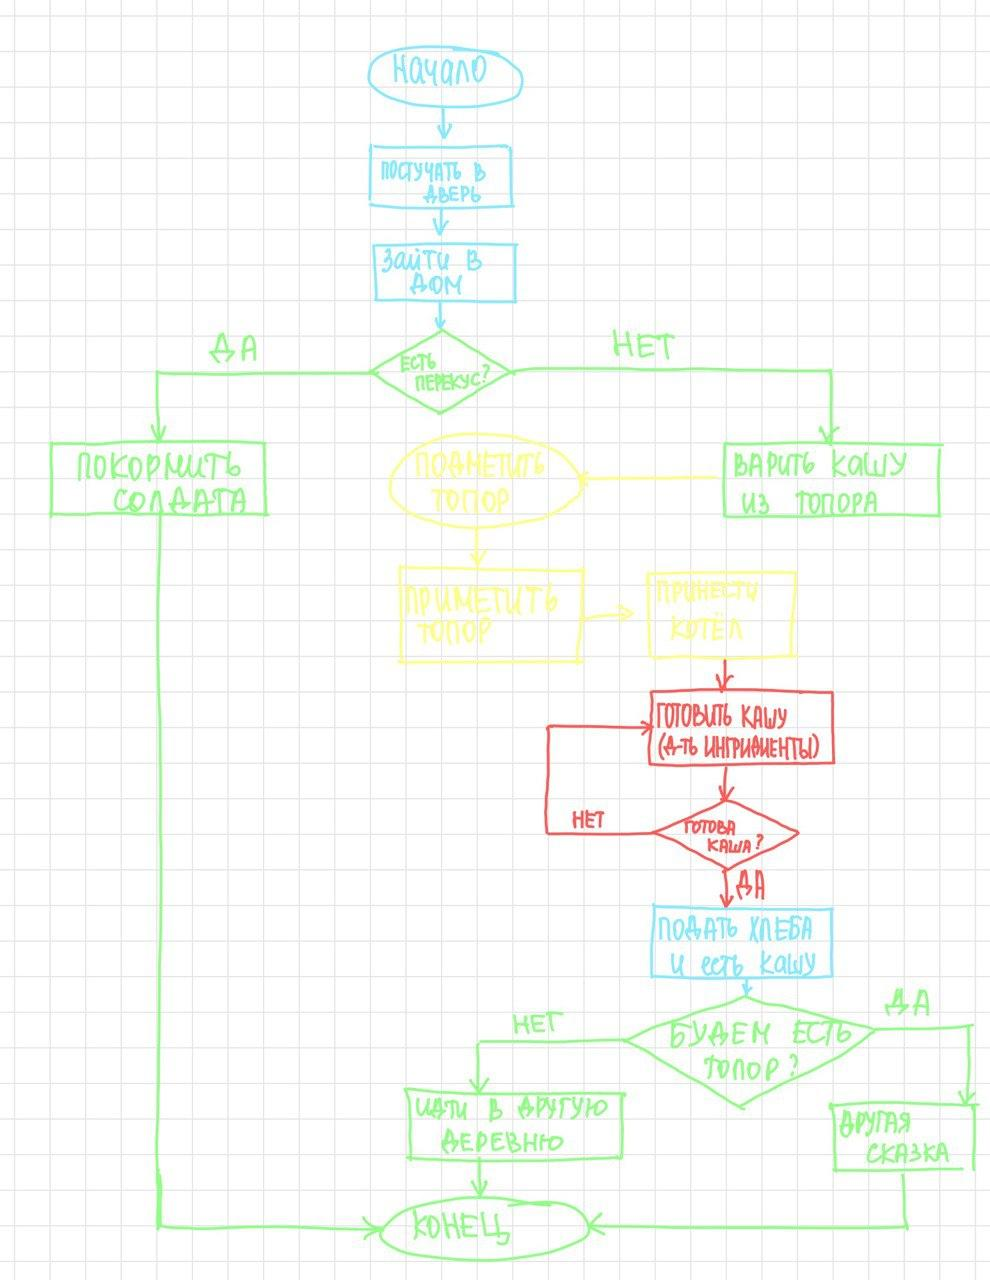 НАЧАЛО
ПОСТУЧАТЬ В
ДВЕРЬ
ЗАЙТИ В
ДОМ
ДА
НЕТ
ЕСТЬ
ПЕРЕКУС?
ПОКОРМИТЬ
СОЛДАТА
ПОДМЕТИТЬ
ТОПОР
ВАРИТЬ КАШУ
ИЗ ТОПОРА
ПРИМЕТИТЬ
ТОПОР
ПРИНЕСТИ
КОТЁЛ
ГОТОВИТЬ КАШУ
(Д-ТЬ ИНГРИДИЕНТЫ)
НЕТ
ГОТОВА
КАША?
ДА
ПОДАТЬ ХЛЕБА
И есть КАШУ
НЕТ
ДА
БУДЕМ ЕСТЬ
ТОПОР?
ИДТИ В ДРУГУЮ
ДЕРЕВНЮ
ДРУГАЯ
СКАЗКА
КОНЕЦ